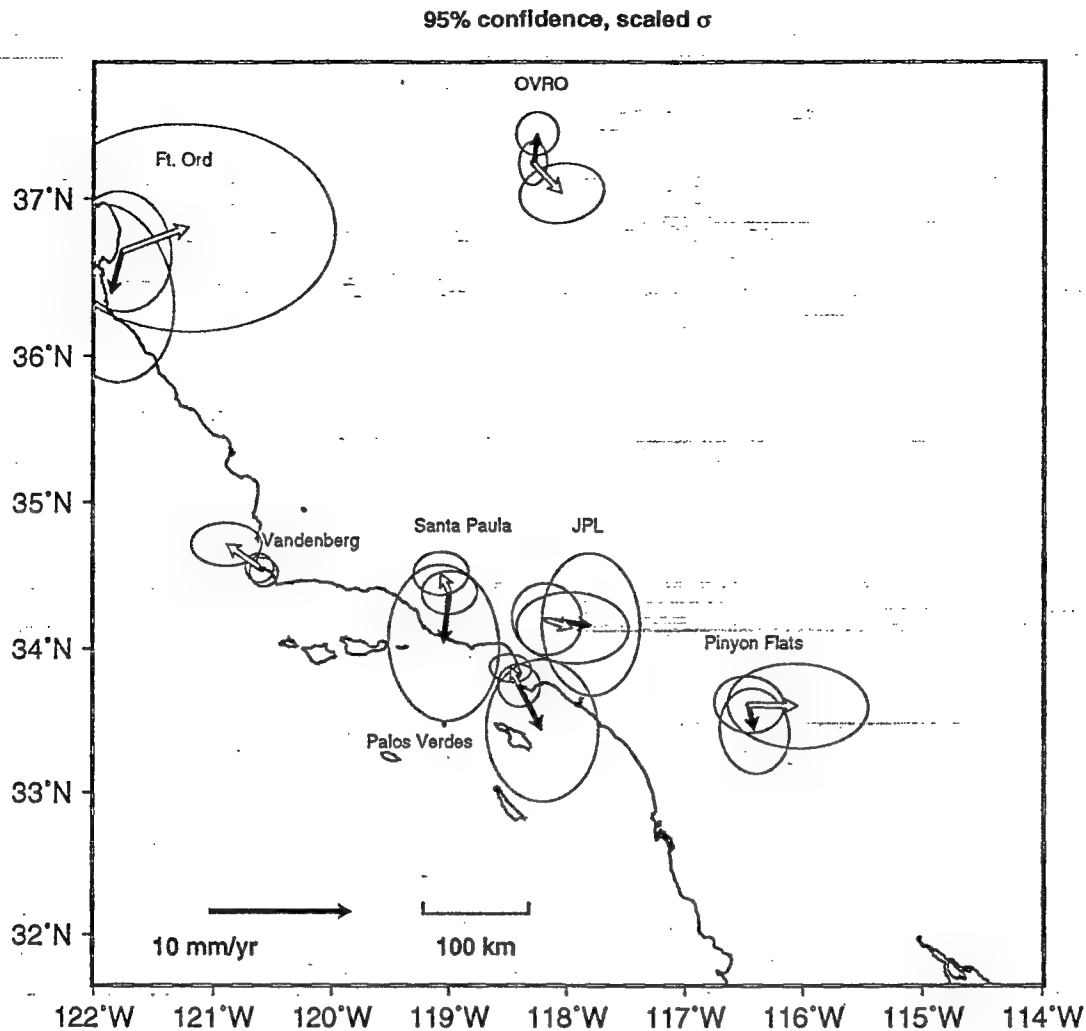 95% confidence, scaled σ
OVRO
Ft. Ord
37°N
36°N
35°N
Santa Paula
JPL
Vandenberg
34°N
Pinyon Flats
Palos Verdes
33°N
32°N
10 mm/yr
100 km
122°W 121°W 120°W 119°W 118°W 117°W 116°W 115°W 114°W